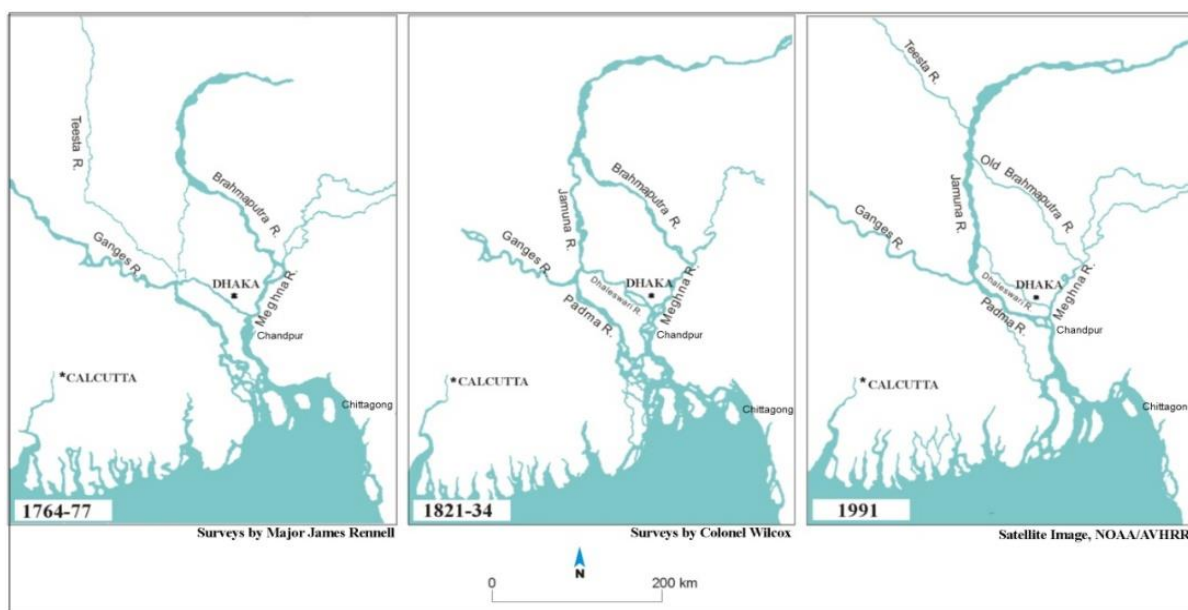 Teesta R.
Brahmaputra R.
Ganges R.
DHAKA
Meghna R.
Chandpur
*CALCUTTA
Chittagong
1764-77
Surveys by Major James Rennell
Brahmaputra R.
Jamuna R.
Ganges R.
DHAKA
Dhaleswari R.
Meghna R.
Padma R.
Chandpur
*CALCUTTA
Chittagong
1821-34
Surveys by Colonel Wilcox
Teesta R.
Old Brahmaputra R.
Jamuna R.
Ganges R.
Dhaleswari R.
DHAKA
Meghna R.
Padma R.
Chandpur
*CALCUTTA
Chittagong
1991
Satellite Image, NOAA/AVHRR
N
0 200 km